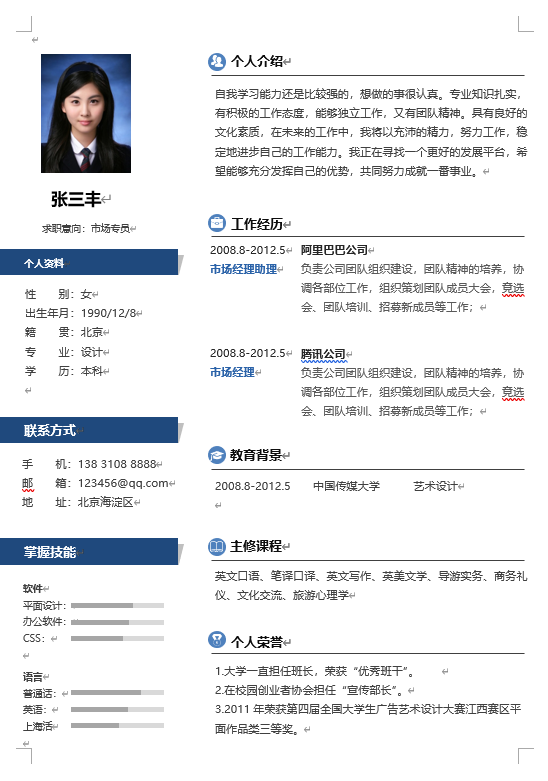 张三丰
求职意向：市场专员
个人资料
性　　别：女
出生年月：1990/12/8
籍　　贯：北京
专　　业：设计
学　　历：本科
联系方式
手　　机：138 3108 8888
邮　　箱：123456@qq.com
地　　址：北京海淀区
掌握技能
软件
平面设计：
办公软件：
CSS：
语言
普通话：
英语：
上海活
个人介绍
自我学习能力还是比较强的，想做的事很认真。专业知识扎实，
有积极的工作态度，能够独立工作，又有团队精神。具有良好的
文化素质，在未来的工作中，我将以充沛的精力，努力工作，稳
定地进步自己的工作能力。我正在寻找一个更好的发展平台，希
望能够充分发挥自己的优势，共同努力成就一番事业。
工作经历
2008.8-2012.5 阿里巴巴公司
市场经理助理 负责公司团队组织建设，团队精神的培养，协
调各部位工作，组织策划团队成员大会，竟选
会、团队培训、招募新成员等工作；
2008.8-2012.5 腾讯公司
市场经理 负责公司团队组织建设，团队精神的培养，协
调各部位工作，组织策划团队成员大会，竟选
会、团队培训、招募新成员等工作；
教育背景
2008.8-2012.5 中国传媒大学 艺术设计
主修课程
英文口语、笔译口译、英文写作、英美文学、导游实务、商务礼
仪、文化交流、旅游心理学
个人荣誉
1.大学一直担任班长，荣获“优秀班干”。
2.在校园创业者协会担任“宣传部长”。
3.2011 年荣获第四届全国大学生广告艺术设计大赛江西赛区平
面作品类三等奖。